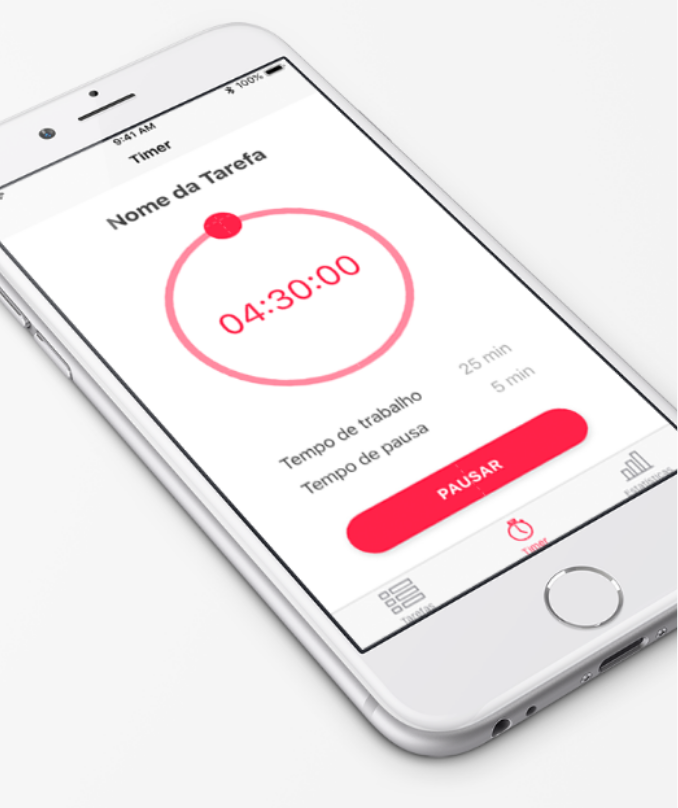 9:41 AM
100%
Timer
Nome da Tarefa
04:30:00
Tempo de trabalho 25 min
Tempo de pausa 5 min
PAUSAR
Tarefas
Timer
Estatísticas